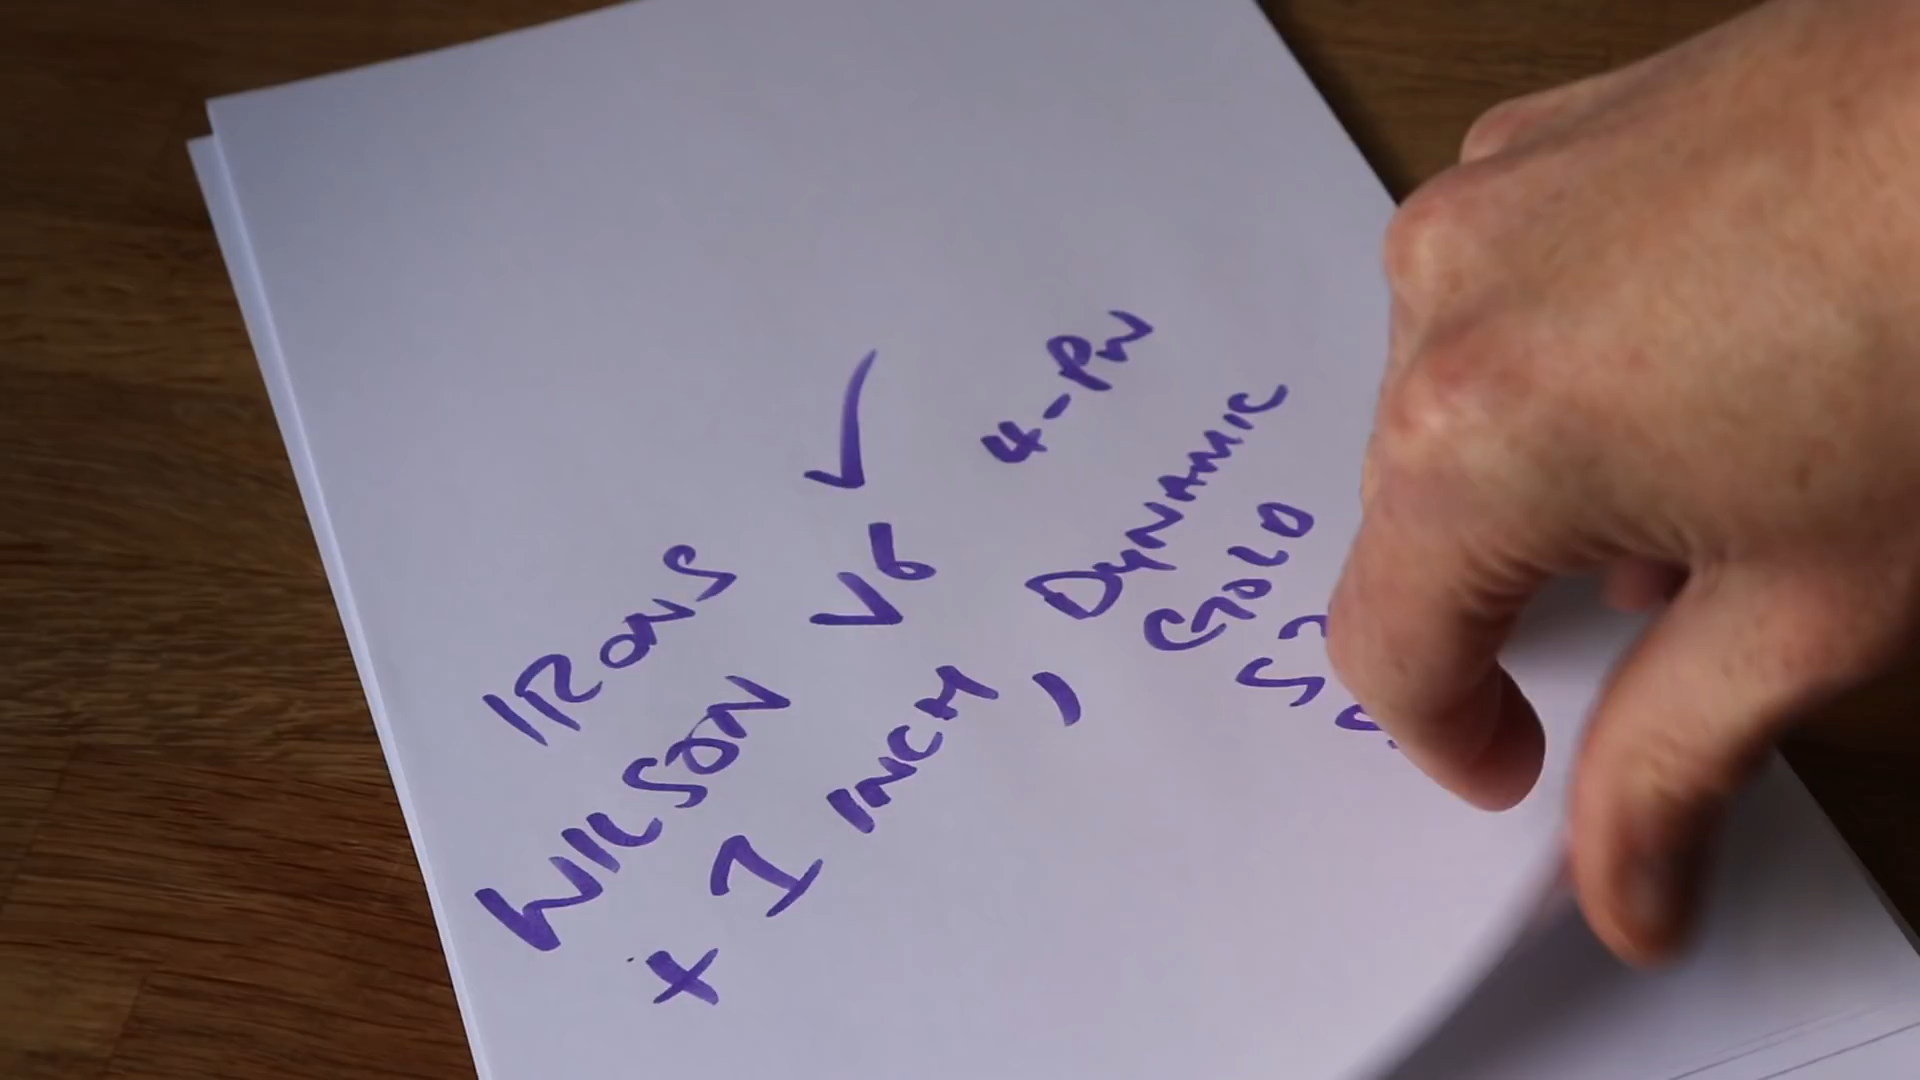 IRONS ✓
WILSON V6 4-PW
+ 1 INCH, DYNAMIC
GOLD